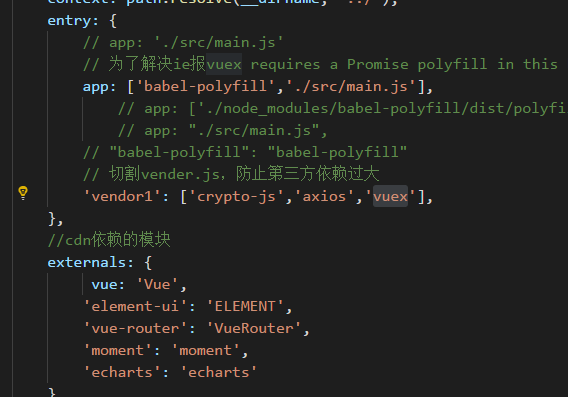 context: path.resolve(__dirname, '../'),
entry: {
// app: './src/main.js'
// 为了解决ie报vuex requires a Promise polyfill in this
app: ['babel-polyfill','./src/main.js'],
// app: ['./node_modules/babel-polyfill/dist/polyfi
// app: "./src/main.js",
// "babel-polyfill": "babel-polyfill"
// 切割vender.js，防止第三方依赖过大
'vendor1': ['crypto-js','axios','vuex'],
},
//cdn依赖的模块
externals: {
vue: 'Vue',
'element-ui': 'ELEMENT',
'vue-router': 'VueRouter',
'moment': 'moment',
'echarts': 'echarts'
}